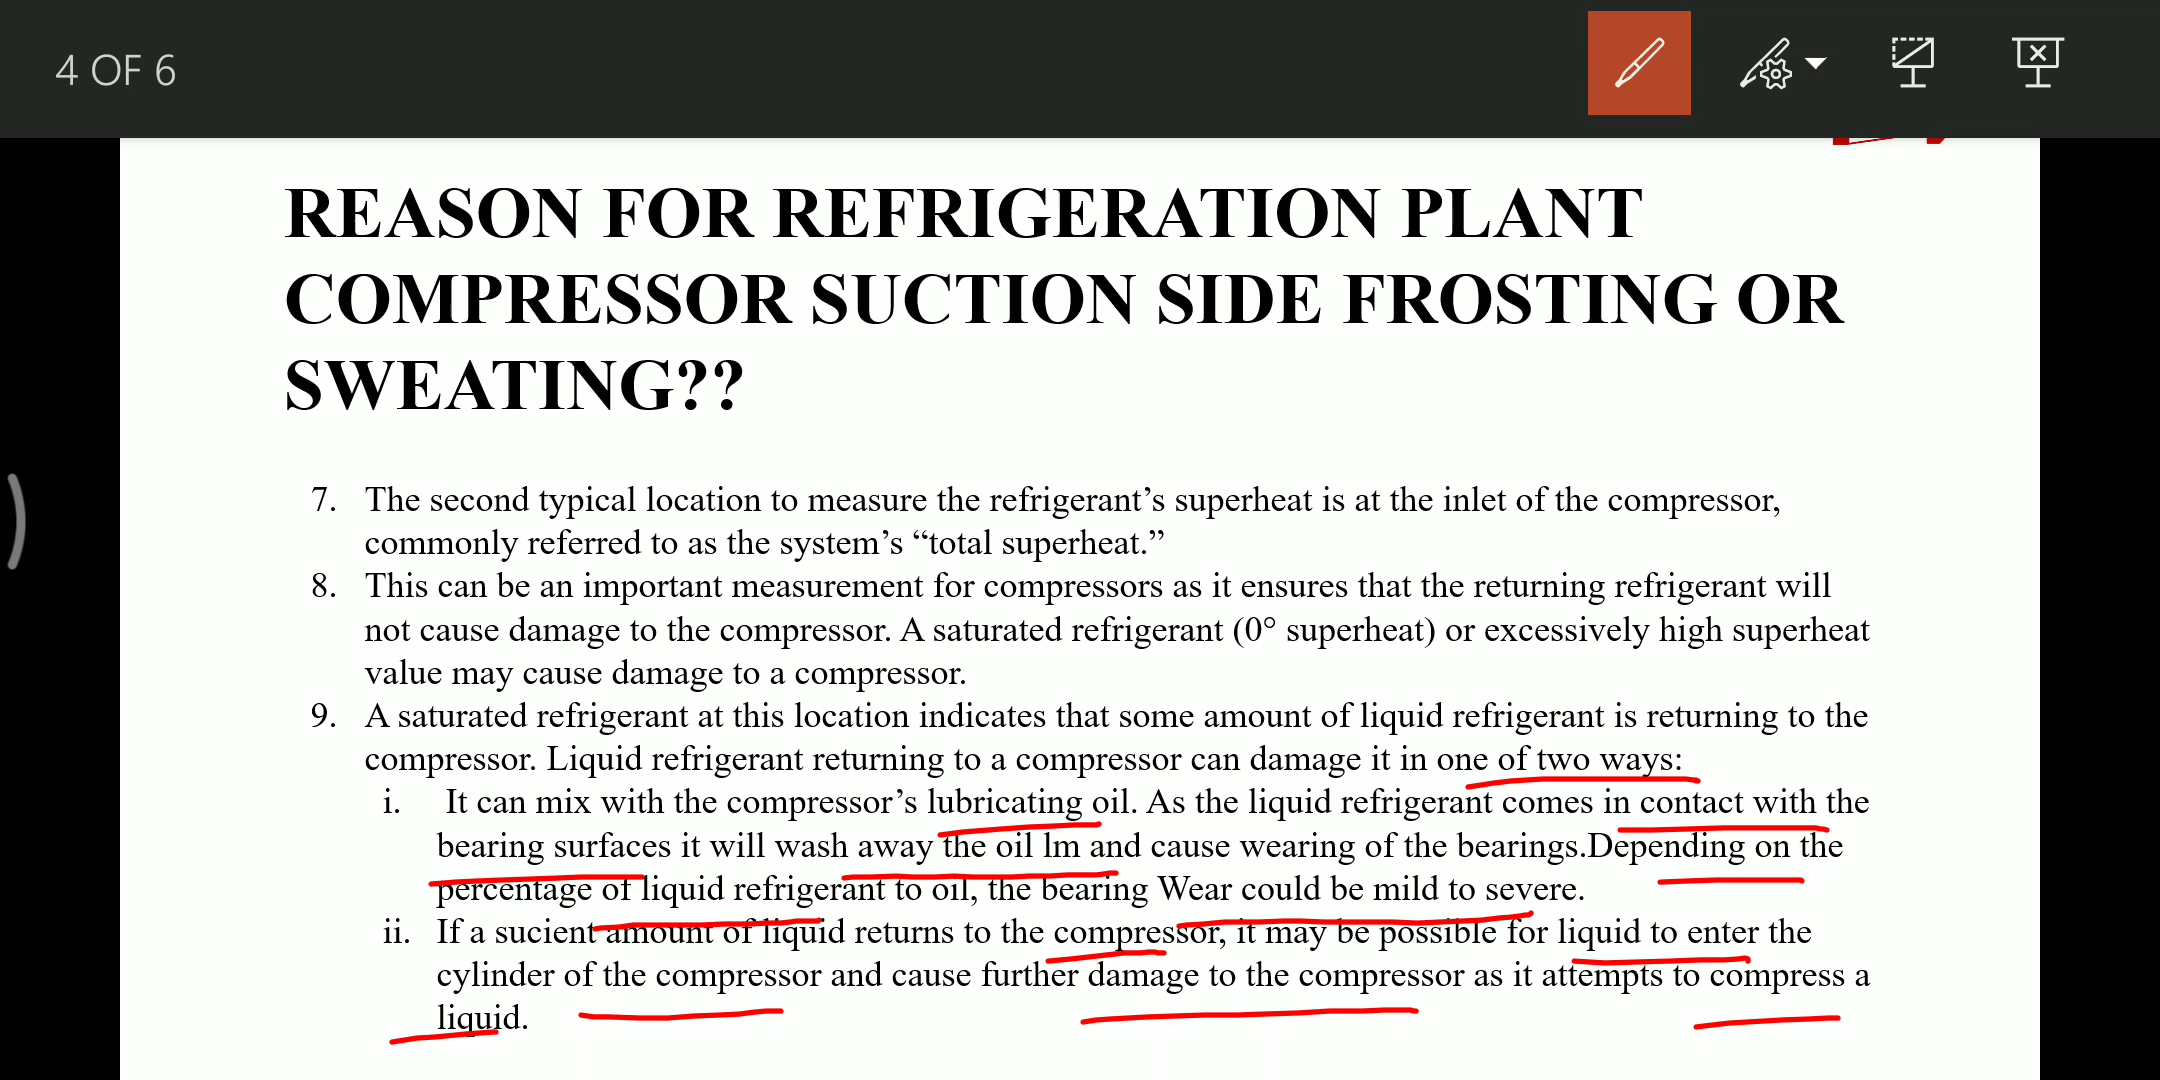 4 OF 6
REASON FOR REFRIGERATION PLANT
COMPRESSOR SUCTION SIDE FROSTING OR
SWEATING??
7. The second typical location to measure the refrigerant’s superheat is at the inlet of the compressor,
commonly referred to as the system’s “total superheat.”
8. This can be an important measurement for compressors as it ensures that the returning refrigerant will
not cause damage to the compressor. A saturated refrigerant (0° superheat) or excessively high superheat
value may cause damage to a compressor.
9. A saturated refrigerant at this location indicates that some amount of liquid refrigerant is returning to the
compressor. Liquid refrigerant returning to a compressor can damage it in one of two ways:
i. It can mix with the compressor’s lubricating oil. As the liquid refrigerant comes in contact with the
bearing surfaces it will wash away the oil lm and cause wearing of the bearings.Depending on the
percentage of liquid refrigerant to oil, the bearing Wear could be mild to severe.
ii. If a sucient amount of liquid returns to the compressor, it may be possible for liquid to enter the
cylinder of the compressor and cause further damage to the compressor as it attempts to compress a
liquid.